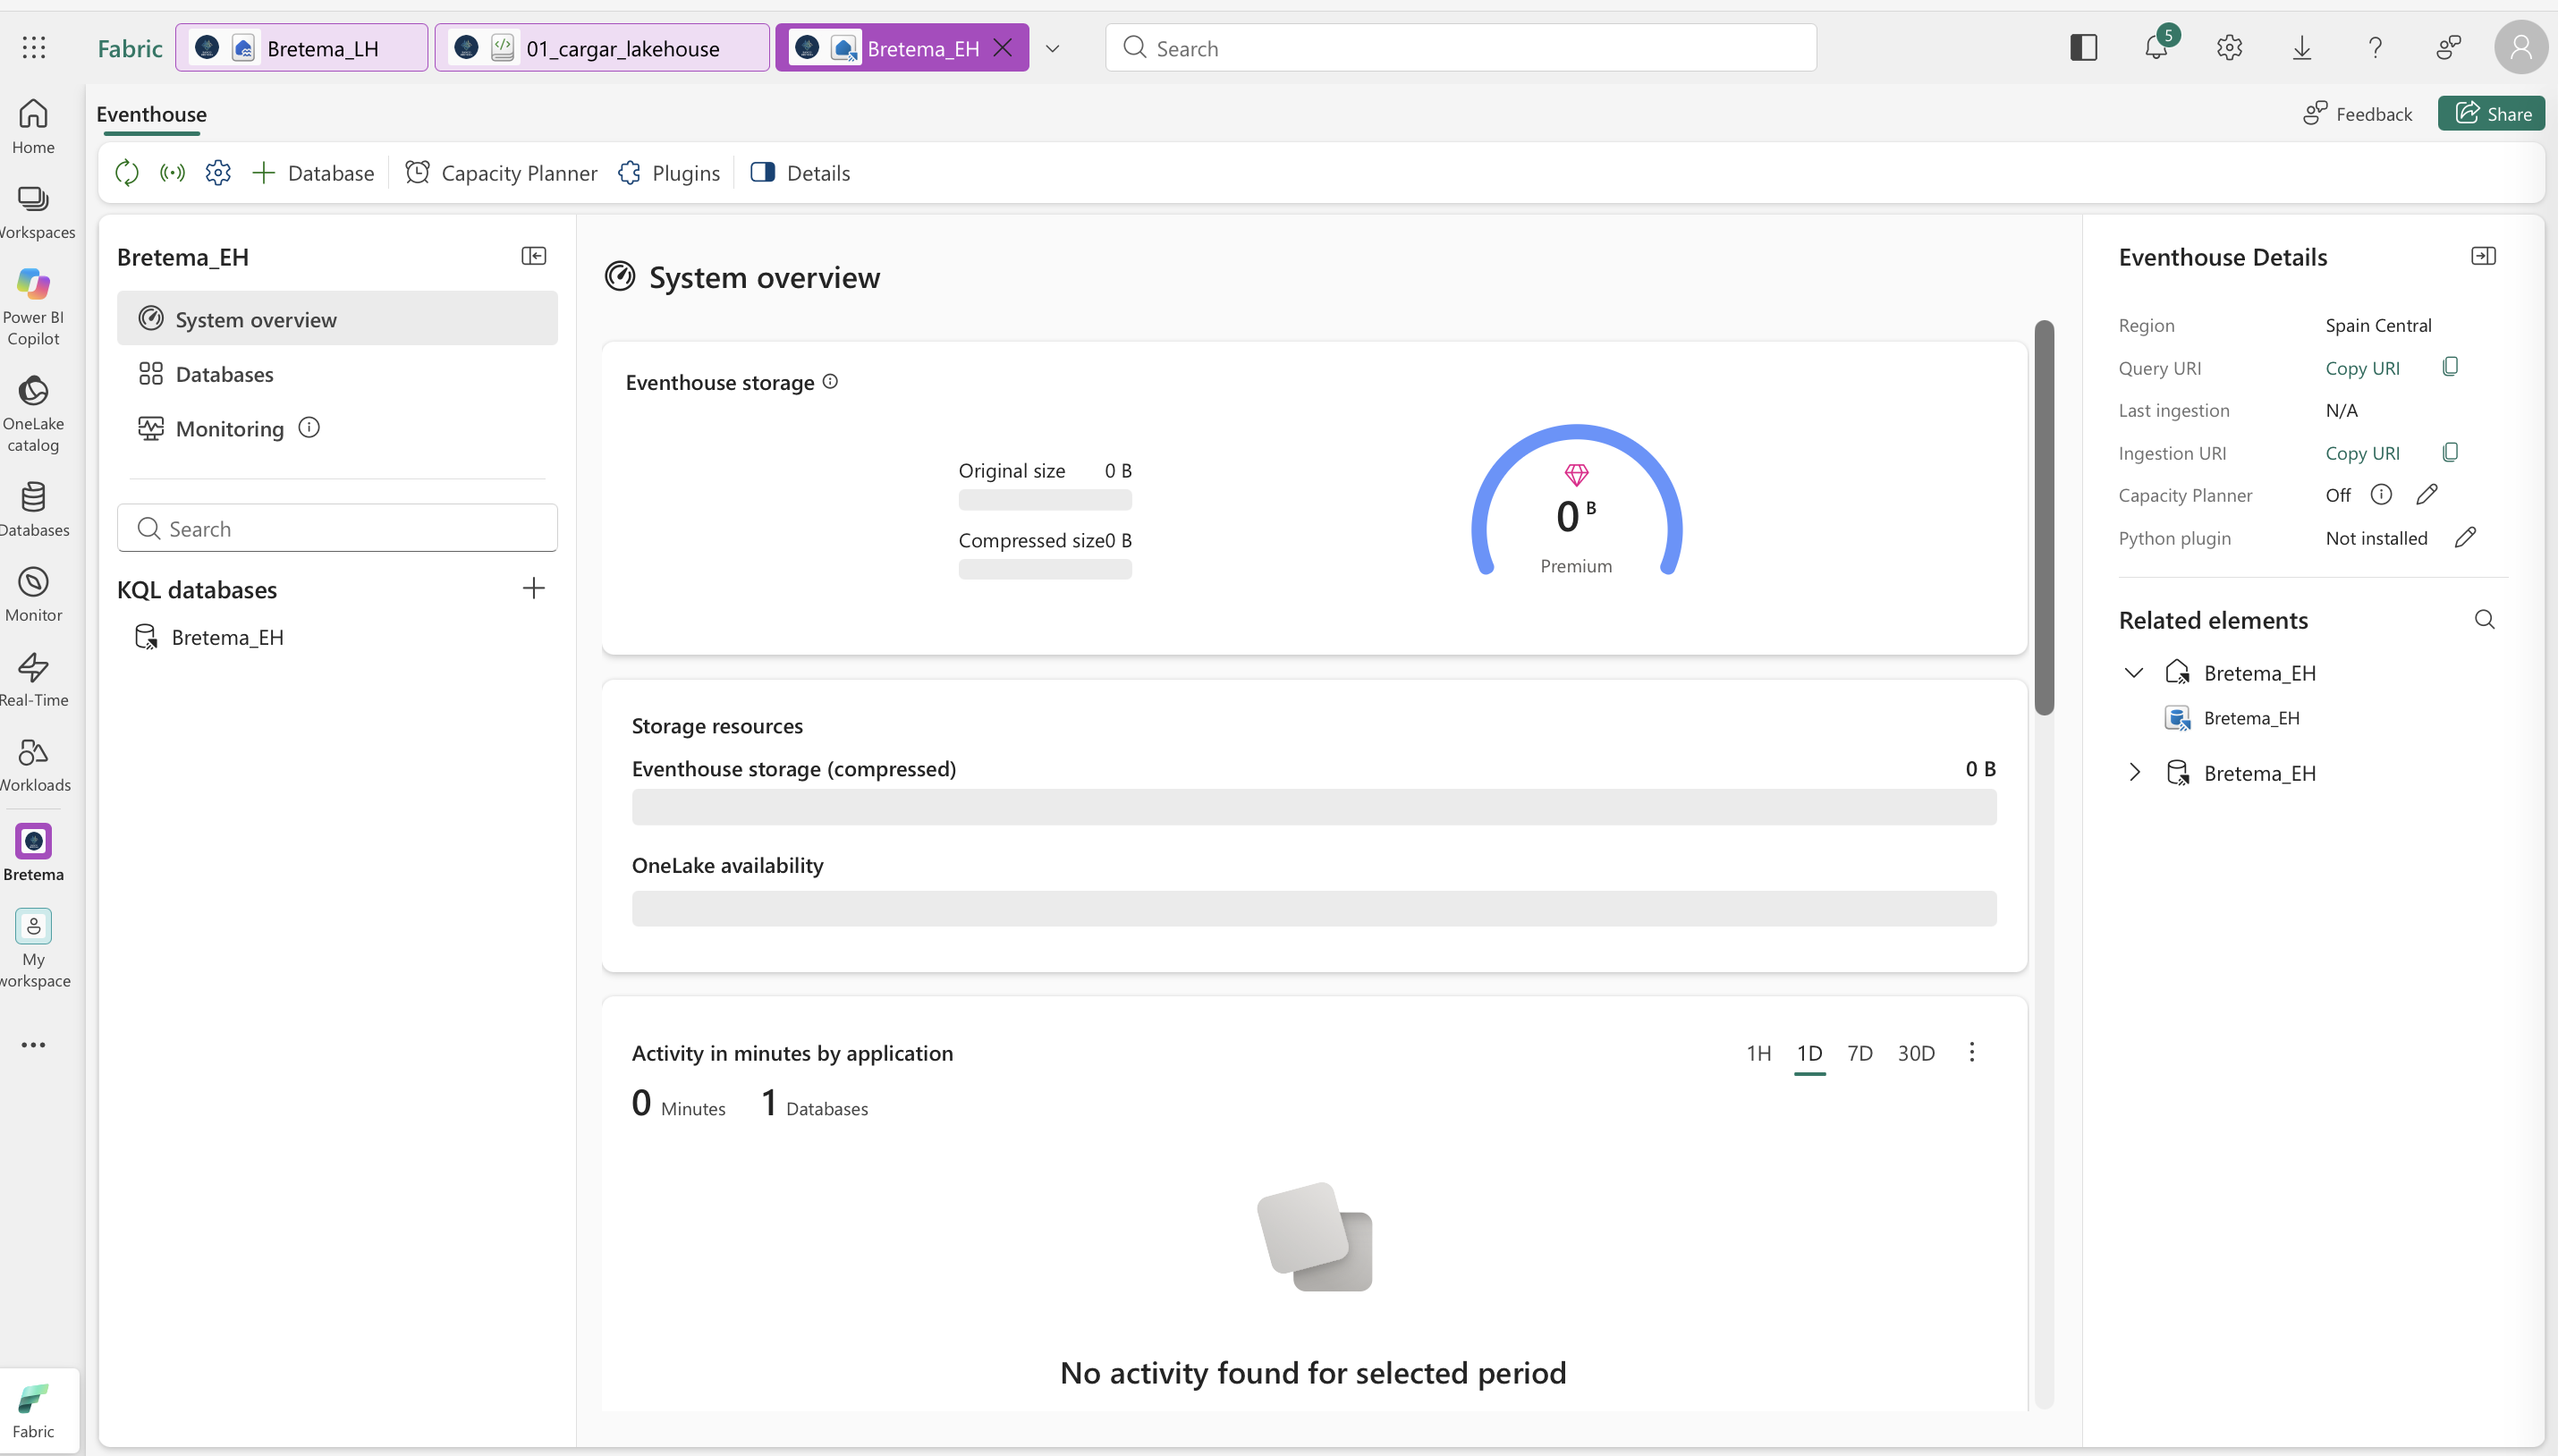 Fabric
Bretema_LH
01_cargar_lakehouse
Bretema_EH
Search
5
Home
Workspaces
Power BI
Copilot
OneLake
catalog
Databases
Monitor
Real-Time
Workloads
Bretema
My
workspace
Fabric
Eventhouse
Feedback
Share
Database
Capacity Planner
Plugins
Details
Bretema_EH
System overview
Databases
Monitoring
Search
KQL databases
Bretema_EH
System overview
Eventhouse storage
Original size 0 B
Compressed size0 B
0 B
Premium
Storage resources
Eventhouse storage (compressed) 0 B
OneLake availability
Activity in minutes by application
1H 1D 7D 30D
0 Minutes 1 Databases
No activity found for selected period
Eventhouse Details
Region Spain Central
Query URI Copy URI
Last ingestion N/A
Ingestion URI Copy URI
Capacity Planner Off
Python plugin Not installed
Related elements
Bretema_EH
Bretema_EH
Bretema_EH